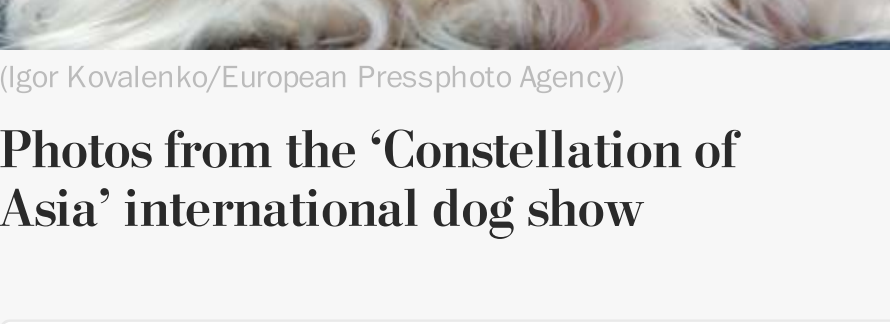 (Igor Kovalenko/European Pressphoto Agency)
Photos from the ‘Constellation of
Asia’ international dog show